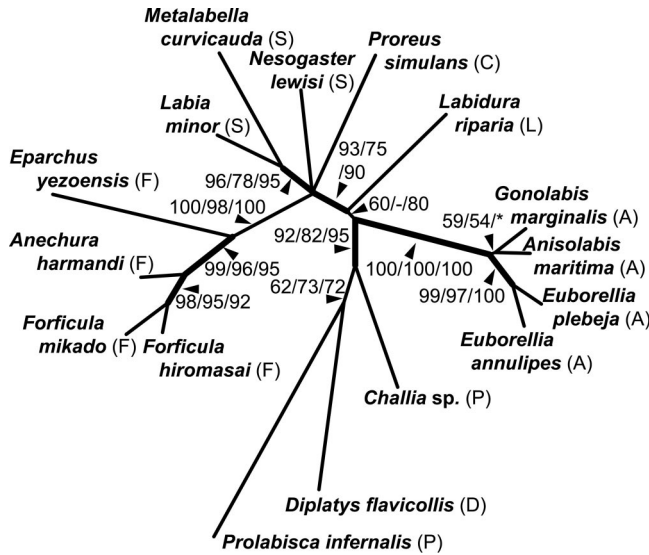 Metalabella
curvicauda (S)
Nesogaster
lewisi (S)
Proreus
simulans (C)
Labia
minor (S)
Labidura
riparia (L)
93/75
/90
Eparchus
yezoensis (F)
96/78/95
60/-/80
Gonolabis
marginalis (A)
59/54/*
100/98/100
Anisolabis
maritima (A)
Anechura
harmandi (F)
92/82/95
99/96/95
100/100/100
62/73/72
99/97/100
Euborellia
plebeja (A)
98/95/92
Forficula
mikado (F)
Forficula
hiromasai (F)
Euborellia
annulipes (A)
Challia sp. (P)
Diplatys flavicollis (D)
Prolabisca infernalis (P)